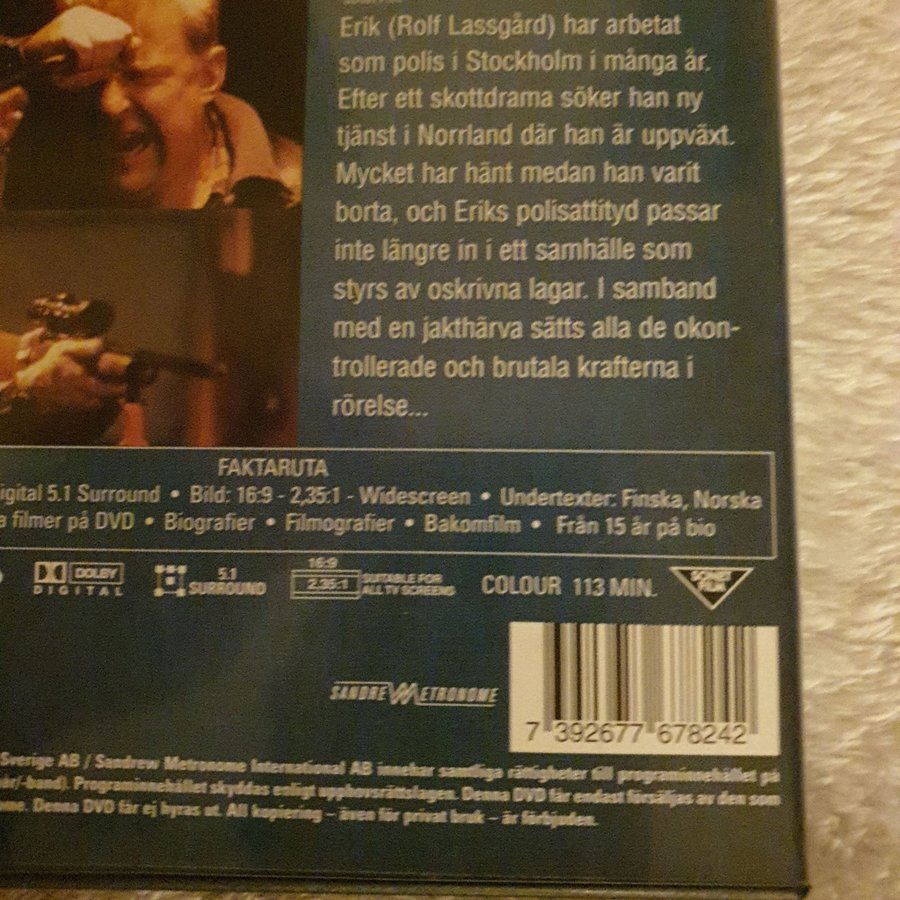 Erik (Rolf Lassgård) har arbetat
som polis i Stockholm i många år.
Efter ett skottdrama söker han ny
tjänst i Norrland där han är uppväxt.
Mycket har hänt medan han varit
borta, och Eriks polisattityd passar
inte längre in i ett samhälle som
styrs av oskrivna lagar. I samband
med en jakthärva sätts alla de okon-
trollerade och brutala krafterna i
rörelse...
FAKTARUTA
igital 5.1 Surround • Bild: 16:9 - 2,35:1 - Widescreen • Undertexter: Finska, Norska
a filmer på DVD • Biografier • Filmografier • Bakomfilm • Från 15 år på bio
DOLBY
DIGITAL
5.1
SURROUND
16:9
2,35:1
SUITABLE FOR
ALL TV SCREENS
COLOUR 113 MIN.
SONET
FILM
SANDREW METRONOME
7 392677 678242
Sverige AB / Sandrew Metronome International AB innehar samtliga rättigheter till programinnehållet på
/-band). Programinnehållet skyddas enligt upphovsrättslagen. Denna DVD får endast försäljas av den som
ome. Denna DVD får ej hyras ut. All kopiering – även för privat bruk – är förbjuden.